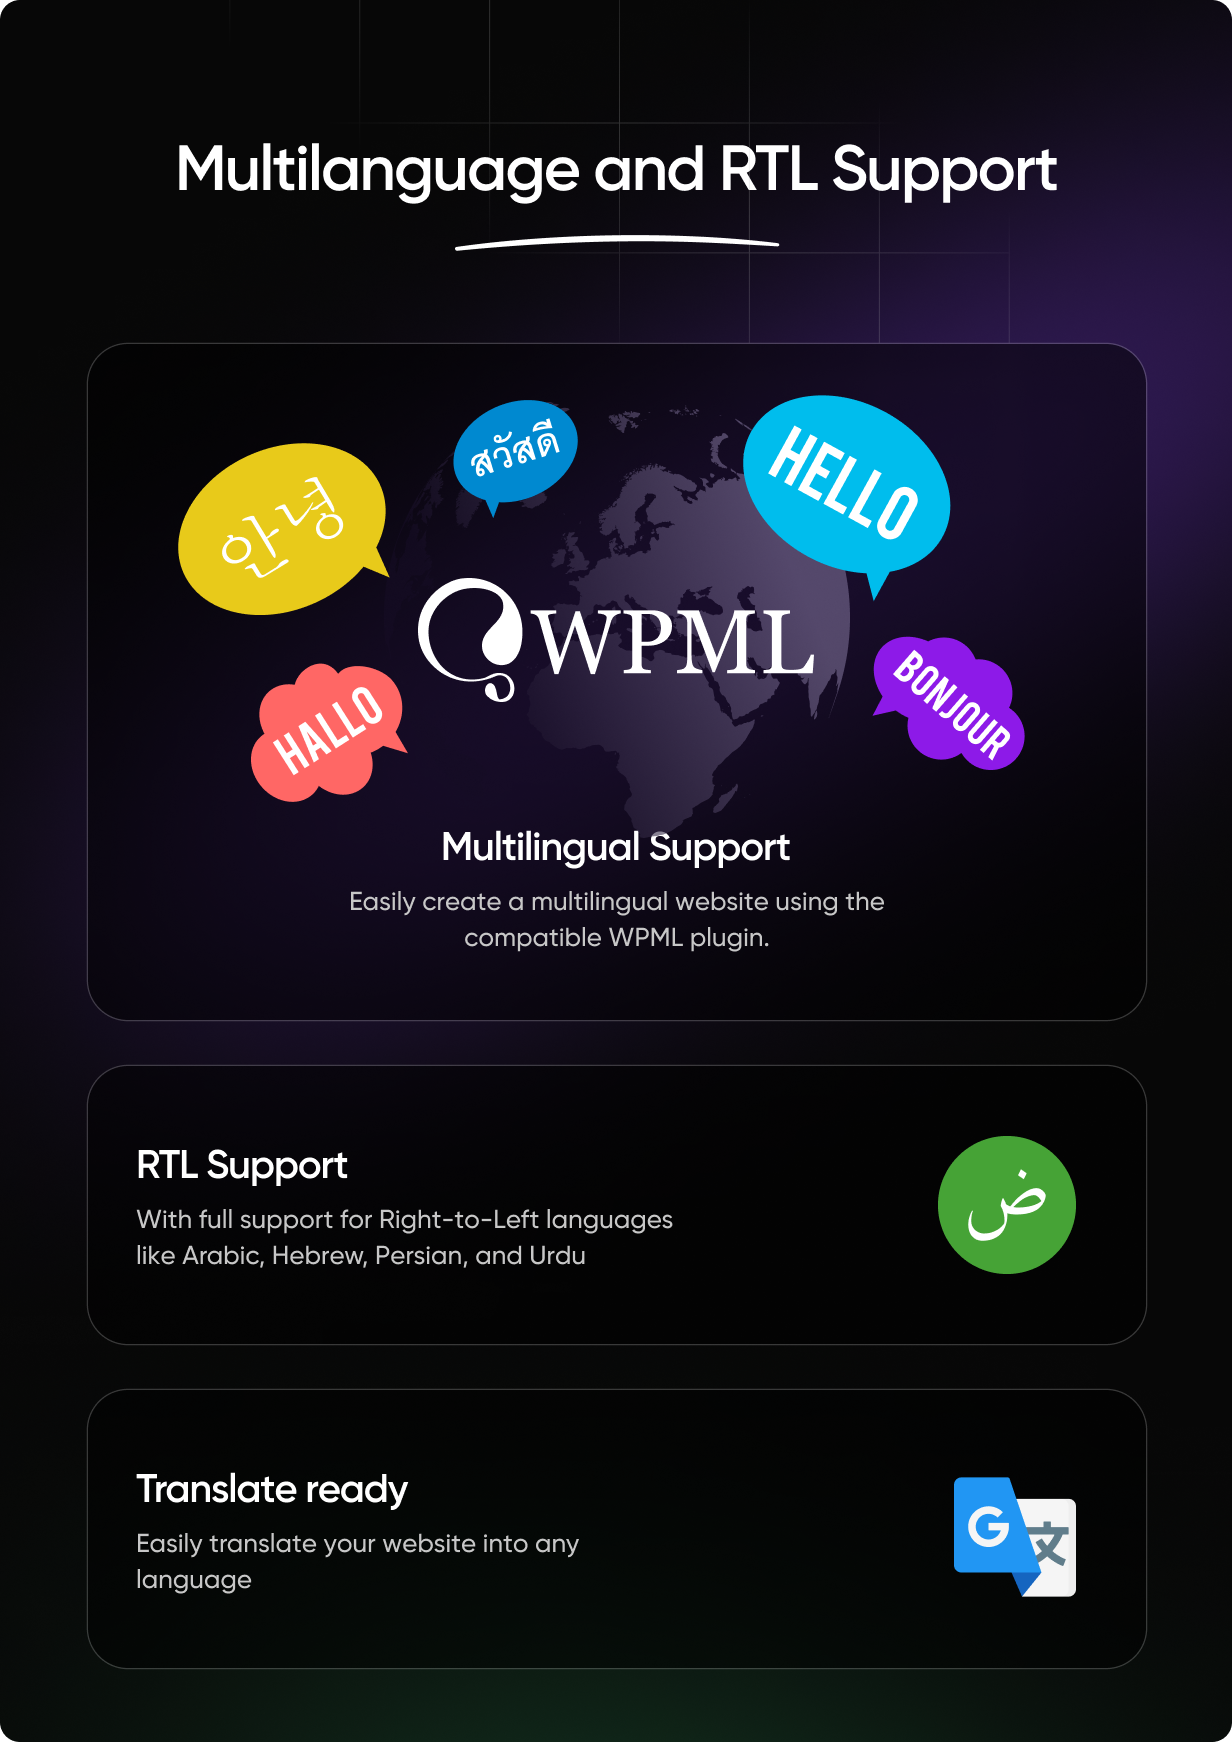 Multilanguage and RTL Support
สวัสดี
HELLO
안녕
WPML
HALLO
BONJOUR
Multilingual Support
Easily create a multilingual website using the
compatible WPML plugin.
RTL Support
With full support for Right-to-Left languages
like Arabic, Hebrew, Persian, and Urdu
ض
Translate ready
Easily translate your website into any
language
G
文